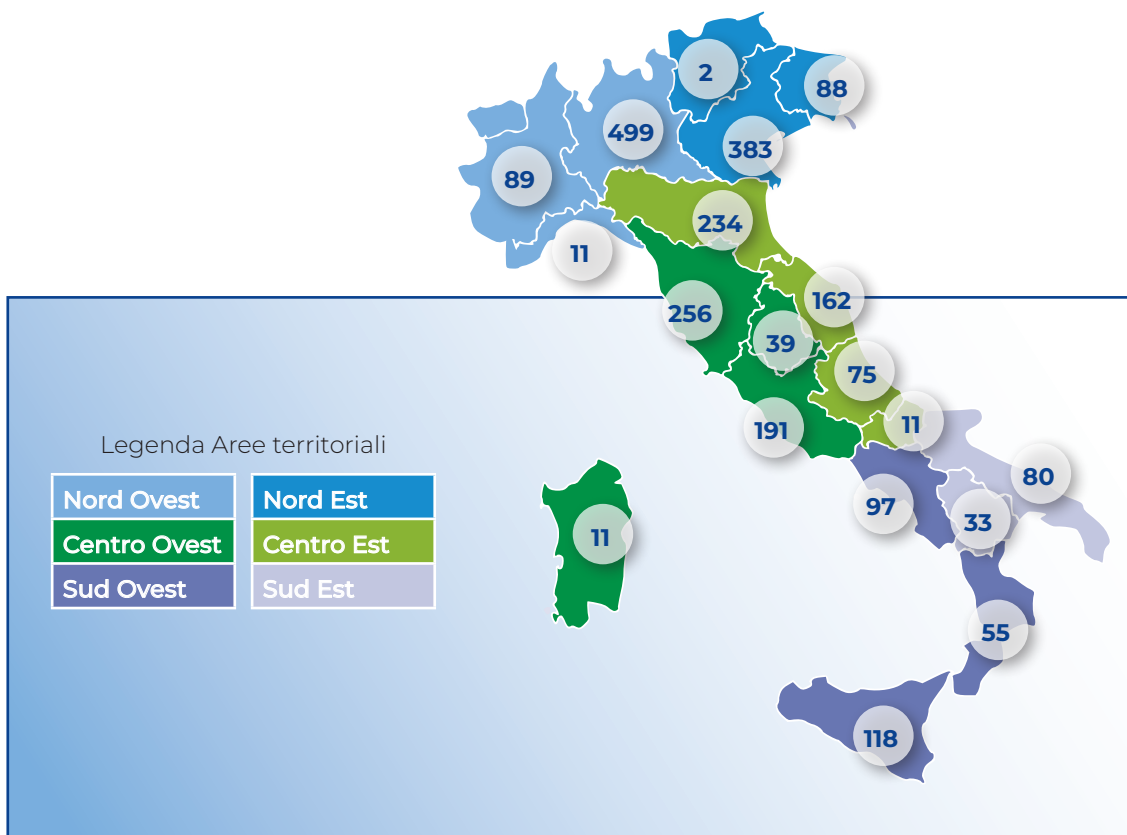 2
88
499
383
89
234
11
162
256
39
75
11
191
Legenda Aree territoriali
80
Nord Ovest
Nord Est
97
33
Centro Ovest
Centro Est
11
Sud Ovest
Sud Est
55
118